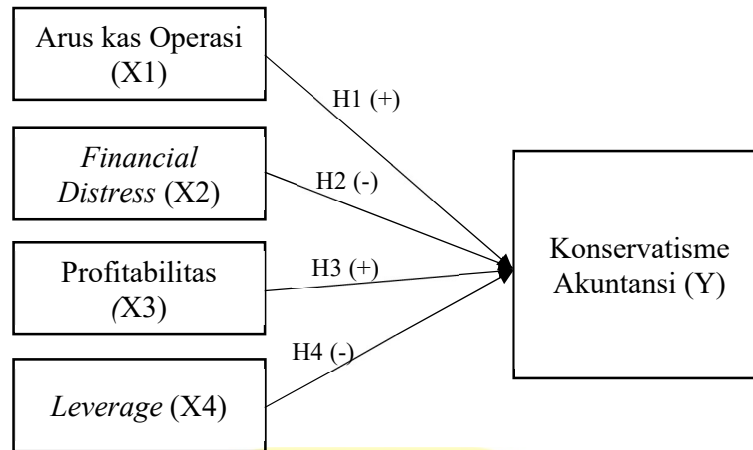 Arus kas Operasi
(X1)
H1 (+)
Financial
Distress (X2)
H2 (-)
Konservatisme
Akuntansi (Y)
Profitabilitas
(X3)
H3 (+)
H4 (-)
Leverage (X4)